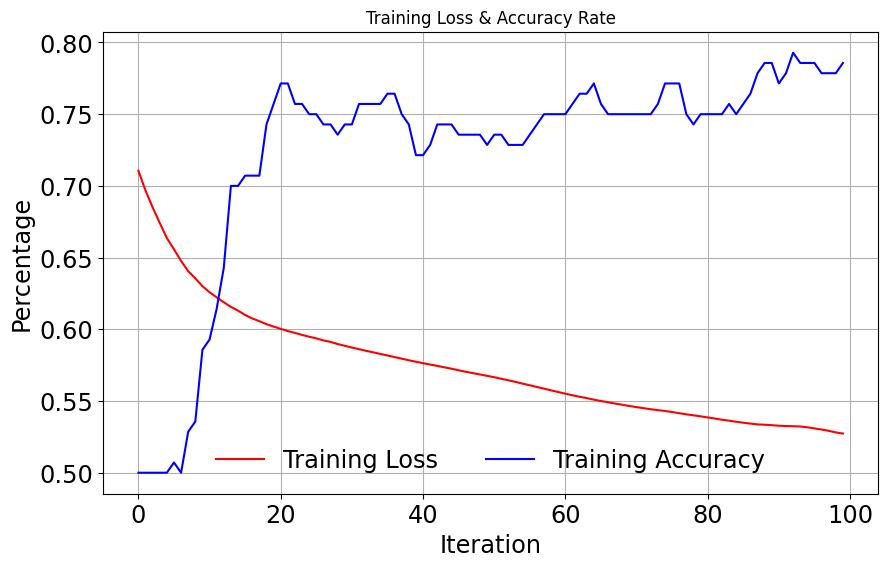 Training Loss & Accuracy Rate
Percentage
0.80
0.75
0.70
0.65
0.60
0.55
0.50
Training Loss
Training Accuracy
0
20
40
60
80
100
Iteration